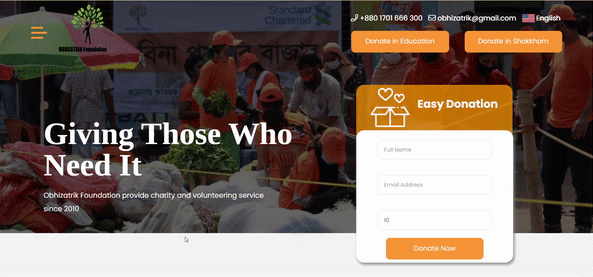 +880 1701 666 300
obhizatrik@gmail.com
English
OBHIZATRIK Foundation
Standard
Chartered
Donate in Education
Donate in Shokkhom
Easy Donation
Giving Those Who
Need It
Full Name
Obhizatrik Foundation provide charity and volunteering service
since 2010
Email Address
10
Donate Now